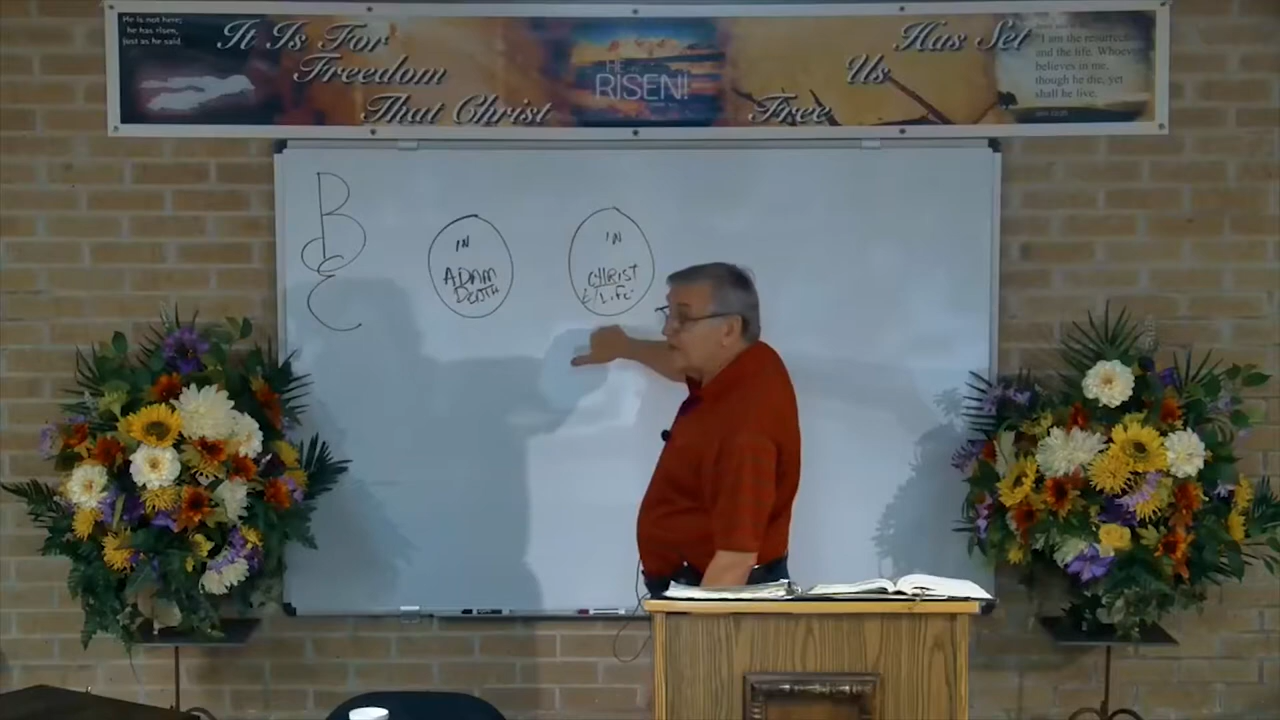 He is not here;
he has risen,
just as he said.
It Is For
Freedom
That Christ
HE
RISEN!
Has Set
Us
Free
"I am the resurrec
and the life. Whoev
believes in me,
though he die, yet
shall he live.
B
E
IN
ADAM
DEATH
IN
CHRIST
E/Life